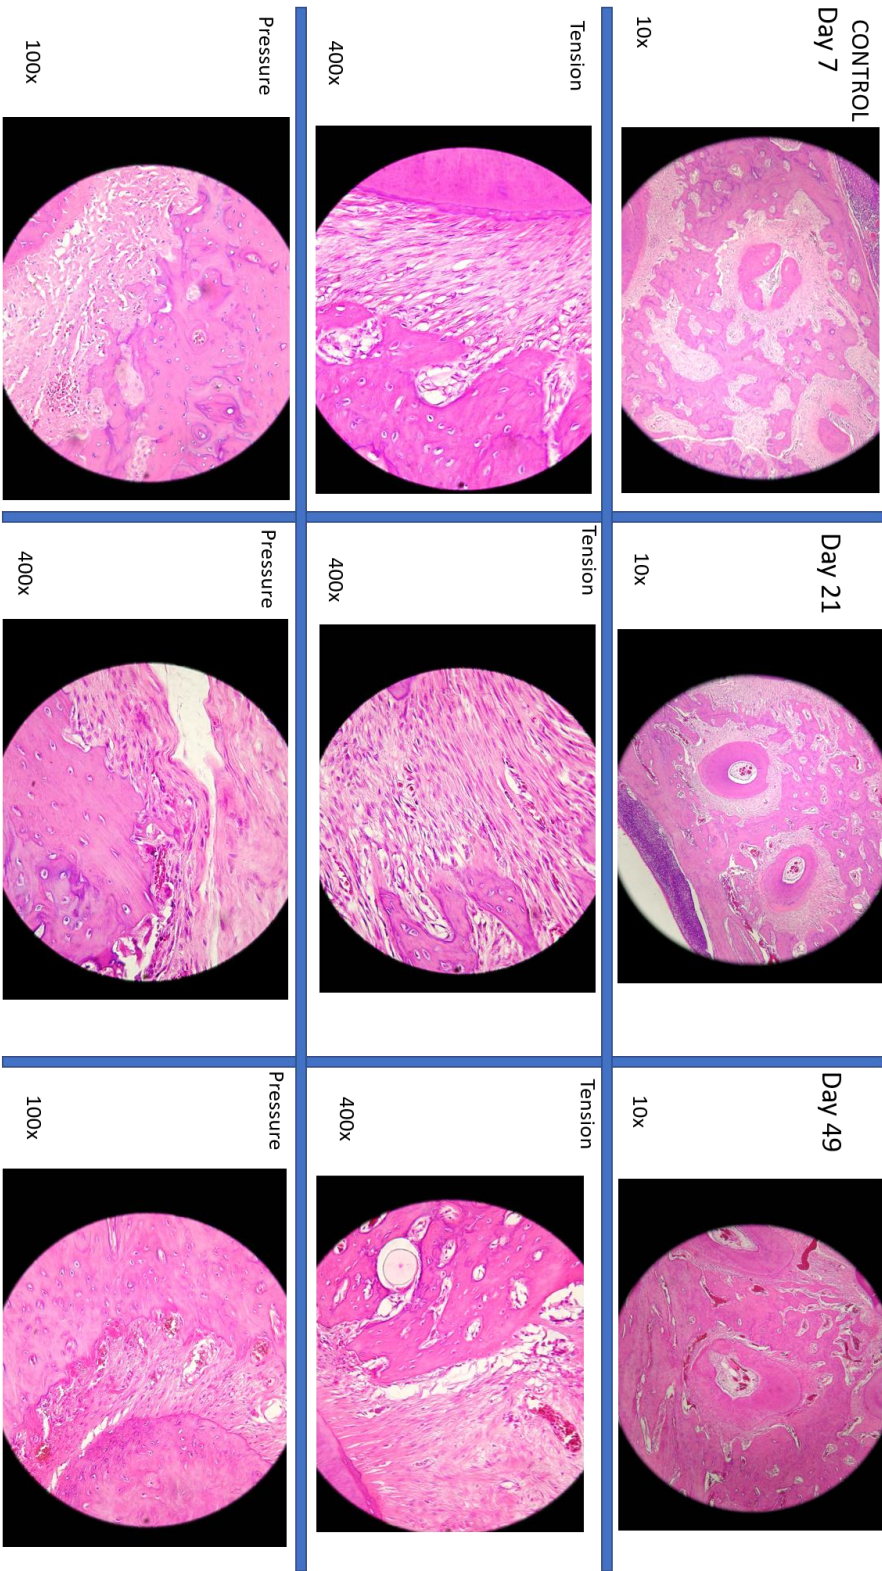 CONTROL
Day 7
10x
Day 21
10x
Day 49
10x
Tension
400x
Tension
400x
Tension
400x
Pressure
100x
Pressure
400x
Pressure
100x